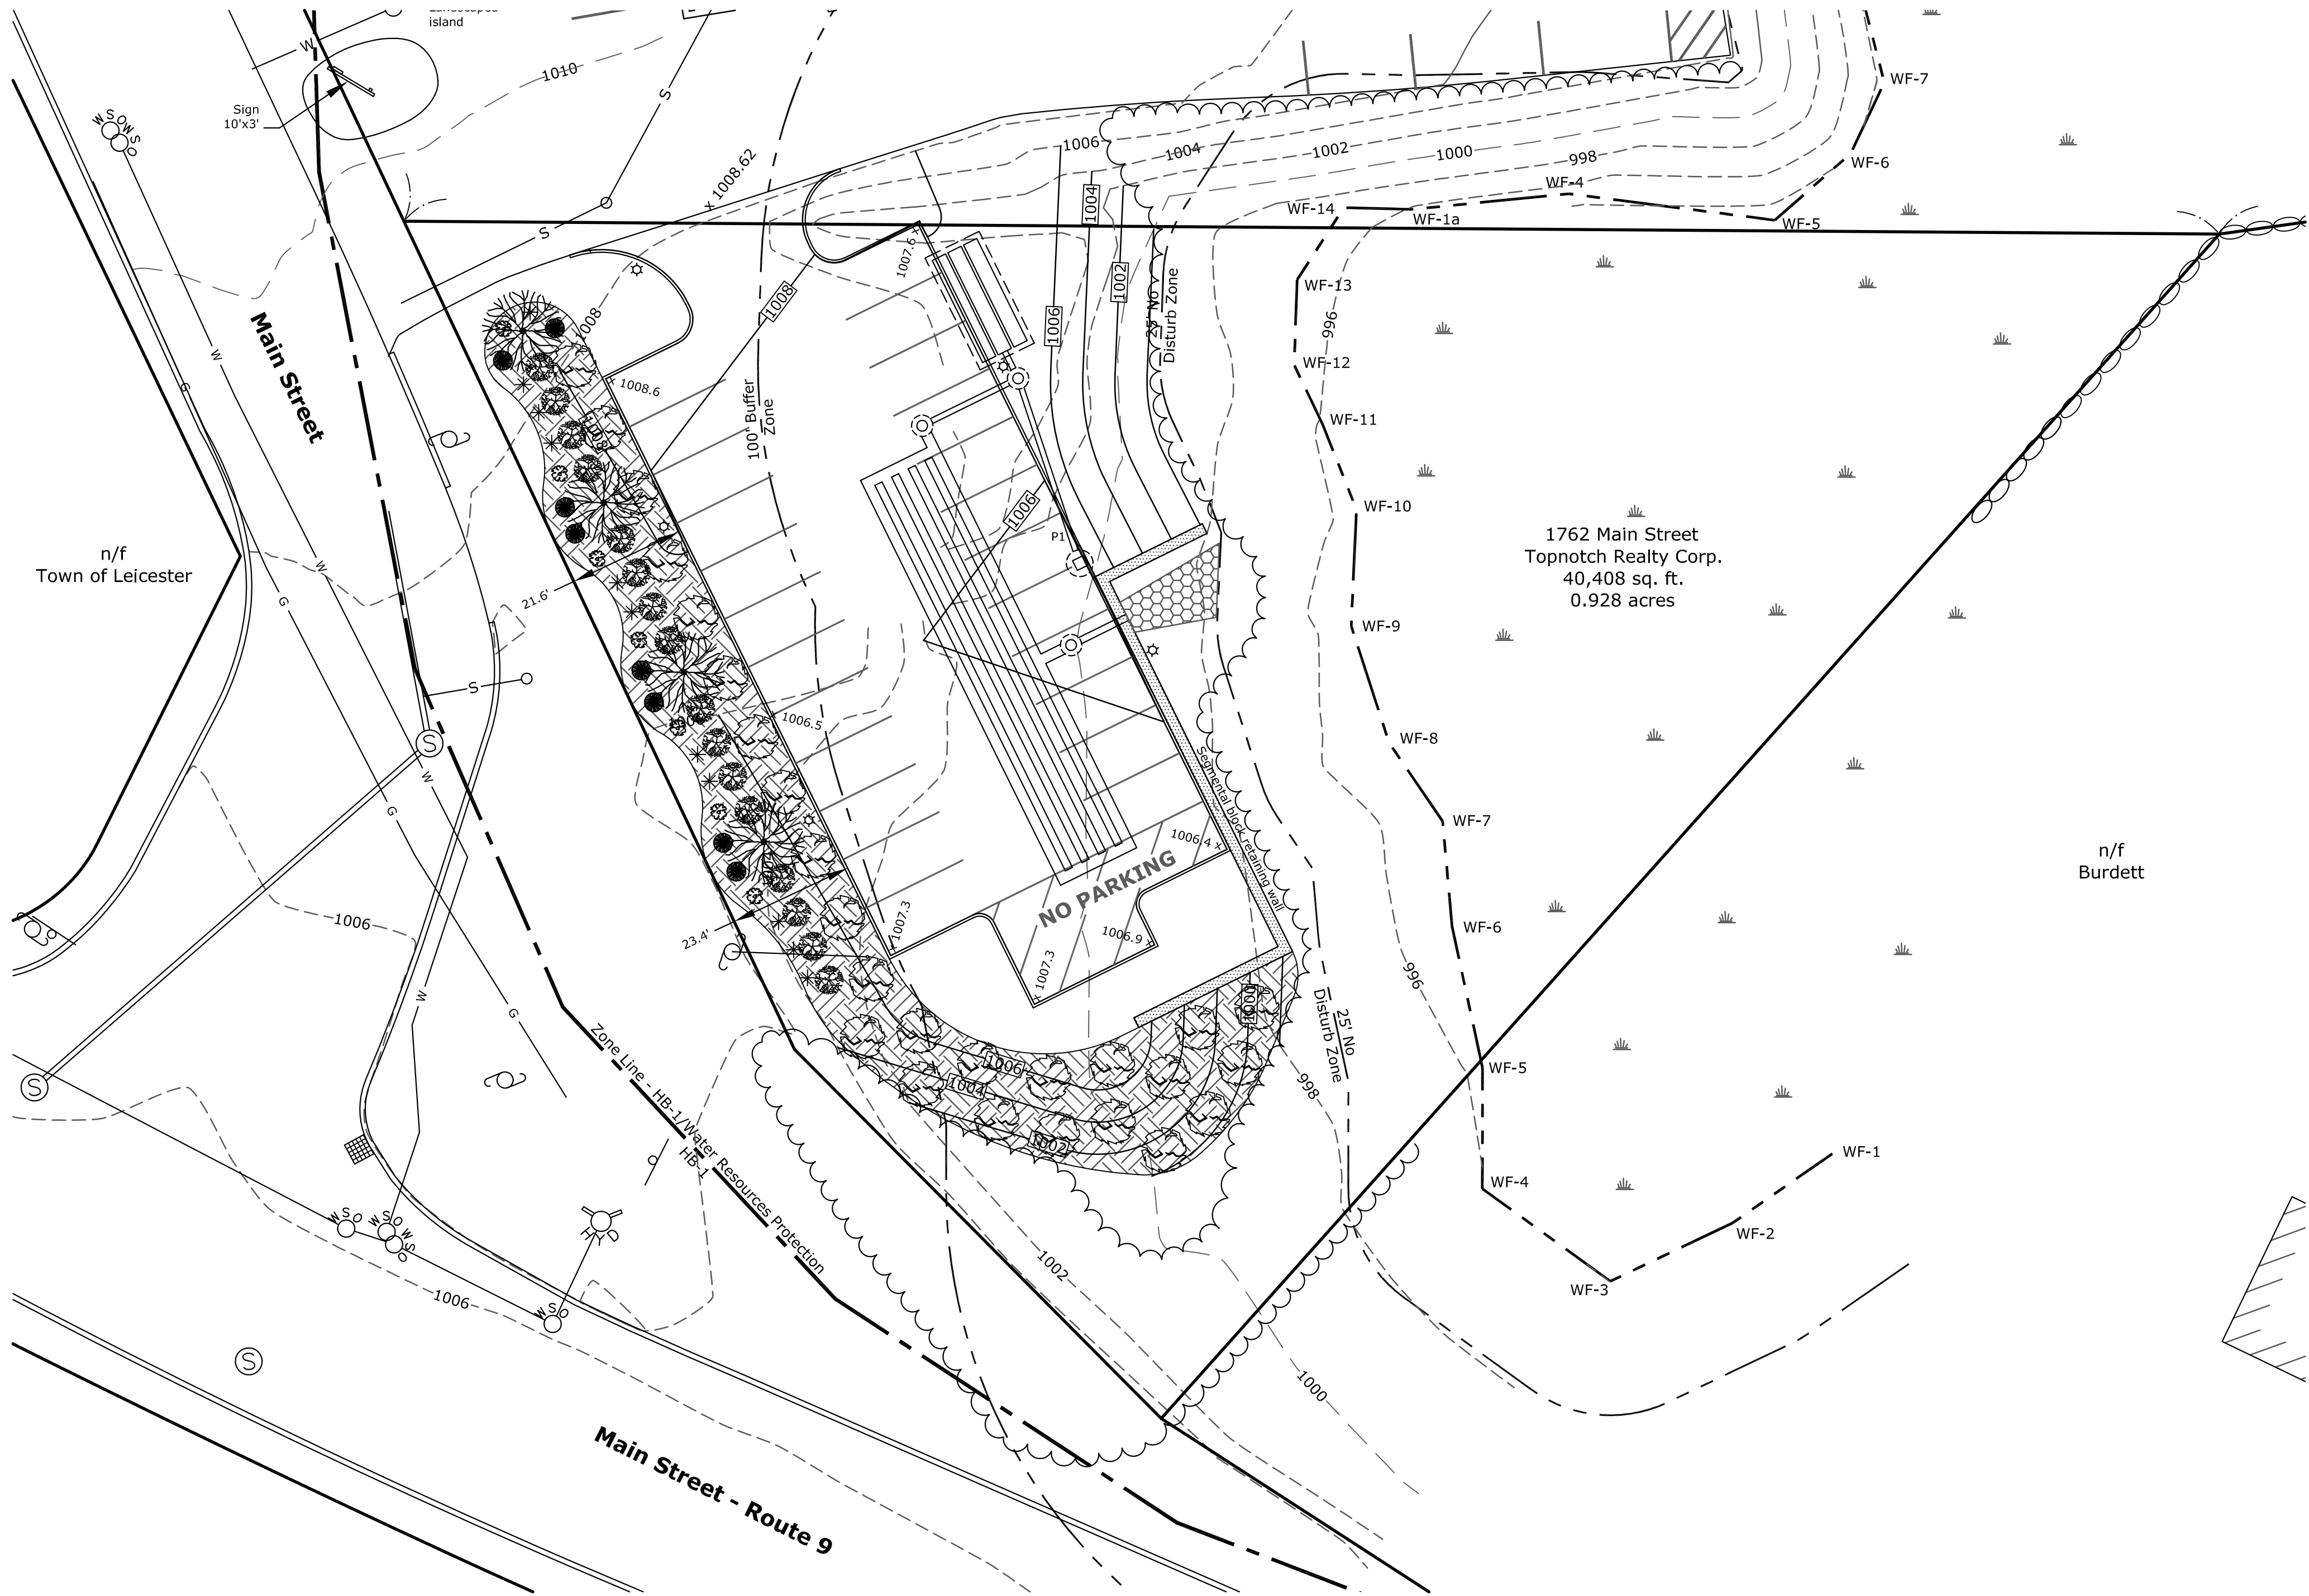 island
1010
W
S
Sign
10'x3'
WSO
WSO
1008.62
WF-7
1006
1004
1002
1000
998
WF-6
WF-4
WF-14
WF-1a
WF-5
1004
S
1007.6
Main Street
W
G
1008
1008
1006
1002
25' No
Disturb Zone
WF-13
996
WF-12
1008.6
100' Buffer
Zone
WF-11
1006
WF-10
P1
1762 Main Street
Topnotch Realty Corp.
40,408 sq. ft.
0.928 acres
n/f
Town of Leicester
W
G
21.6'
WF-9
S
1006.5
S
W
WF-8
Segmental block retaining wall
G
WF-7
1006.4
NO PARKING
n/f
Burdett
1006
23.4'
1007.3
1006.9
1007.3
WF-6
996
W
G
1000
25' No
Disturb Zone
S
Zone Line - HB-1/Water Resources Protection
HB-1
1006
1004
1002
998
WF-5
WF-1
WF-4
WF-2
WF-3
WSO
WSO
WSO
HYD
1002
1006
WSO
S
1000
Main Street - Route 9